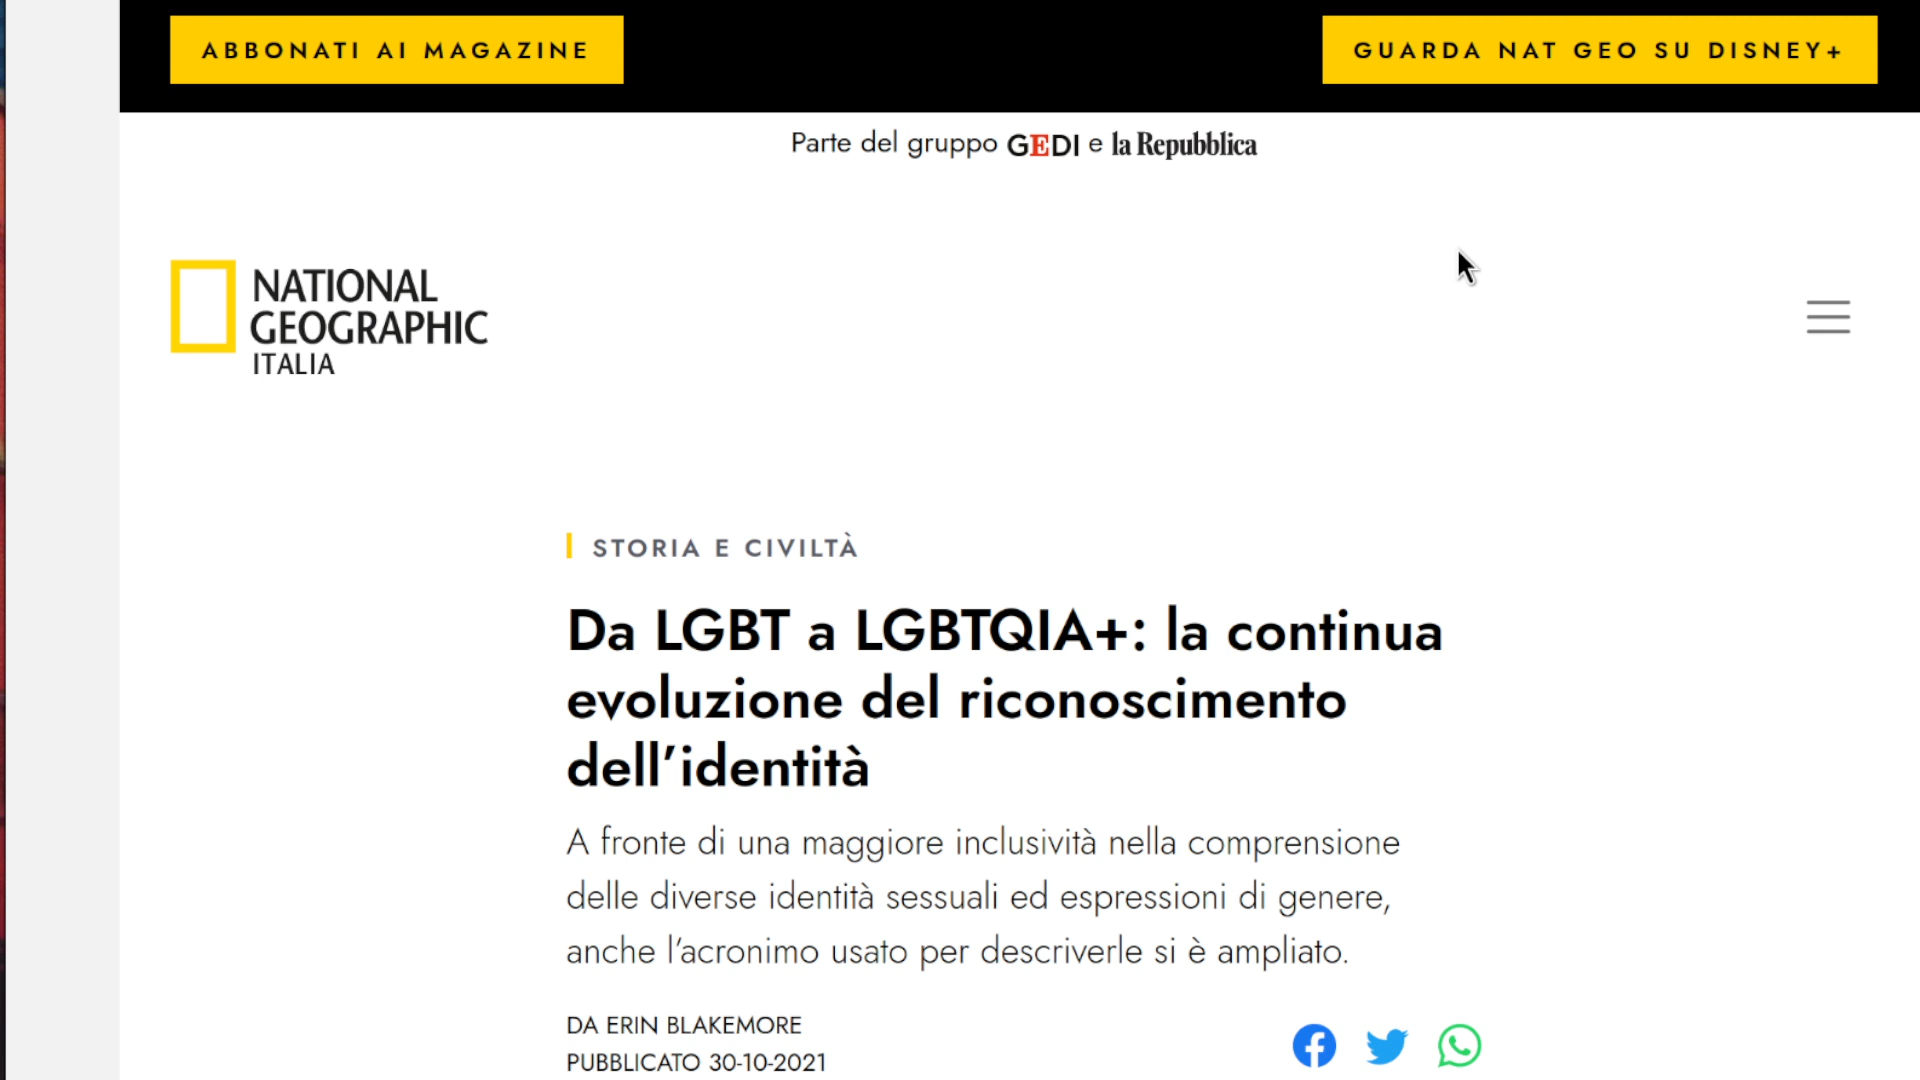 ABBONATI AI MAGAZINE
GUARDA NAT GEO SU DISNEY+
Parte del gruppo GEDI e la Repubblica
NATIONAL
GEOGRAPHIC
ITALIA
STORIA E CIVILTÀ
Da LGBT a LGBTQIA+: la continua
evoluzione del riconoscimento
dell’identità
A fronte di una maggiore inclusività nella comprensione
delle diverse identità sessuali ed espressioni di genere,
anche l’acronimo usato per descriverle si è ampliato.
DA ERIN BLAKEMORE
PUBBLICATO 30-10-2021